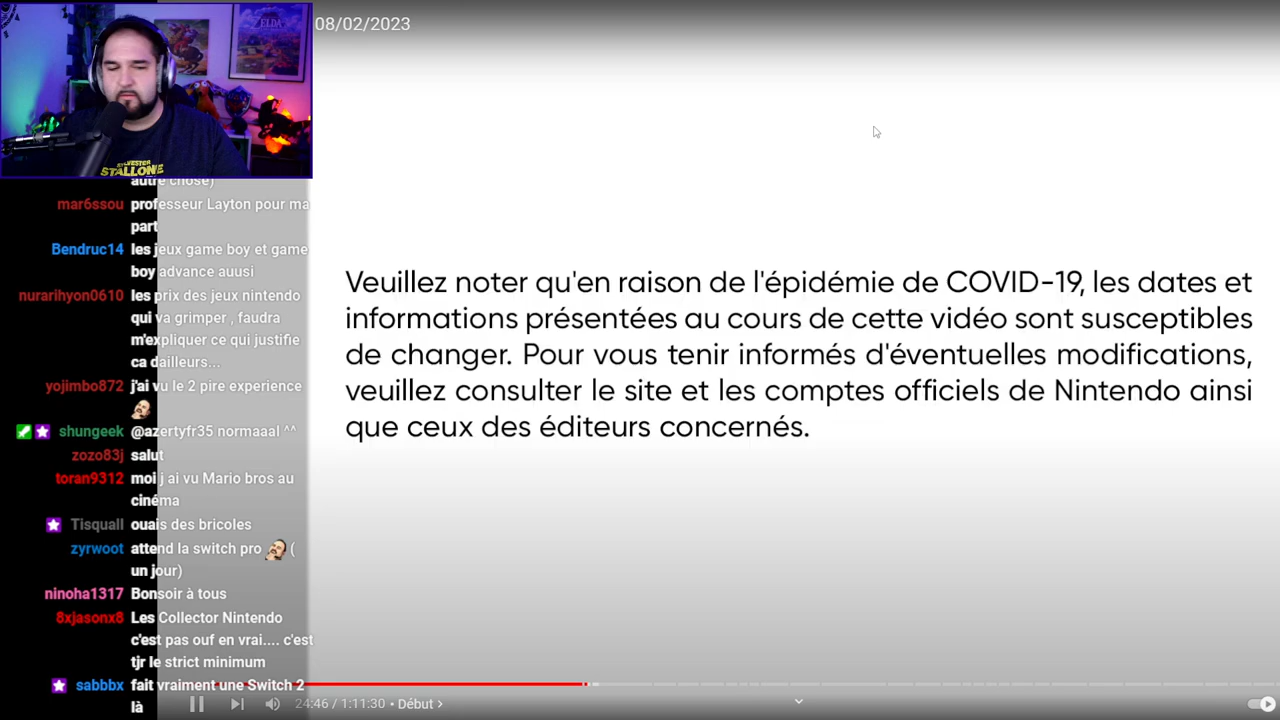 08/02/2023
ZELDA
SYLVESTER
STALLONE
autre chose)
mar6ssou professeur Layton pour ma
part
Bendruc14 les jeux game boy et game
boy advance auusi
nurarihyon0610 les prix des jeux nintendo
qui va grimper , faudra
m'expliquer ce qui justifie
ca dailleurs...
yojimbo872 j'ai vu le 2 pire experience
shungeek @azertyfr35 normaaal ^^
zozo83j salut
toran9312 moi j ai vu Mario bros au
cinéma
Tisquall ouais des bricoles
zyrwoot attend la switch pro (
un jour)
ninoha1317 Bonsoir à tous
8xjasonx8 Les Collector Nintendo
c'est pas ouf en vrai.... c'est
tjr le strict minimum
sabbbx fait vraiment une Switch 2
là
Veuillez noter qu'en raison de l'épidémie de COVID-19, les dates et
informations présentées au cours de cette vidéo sont susceptibles
de changer. Pour vous tenir informés d'éventuelles modifications,
veuillez consulter le site et les comptes officiels de Nintendo ainsi
que ceux des éditeurs concernés.
24:46 / 1:11:30 • Début ›